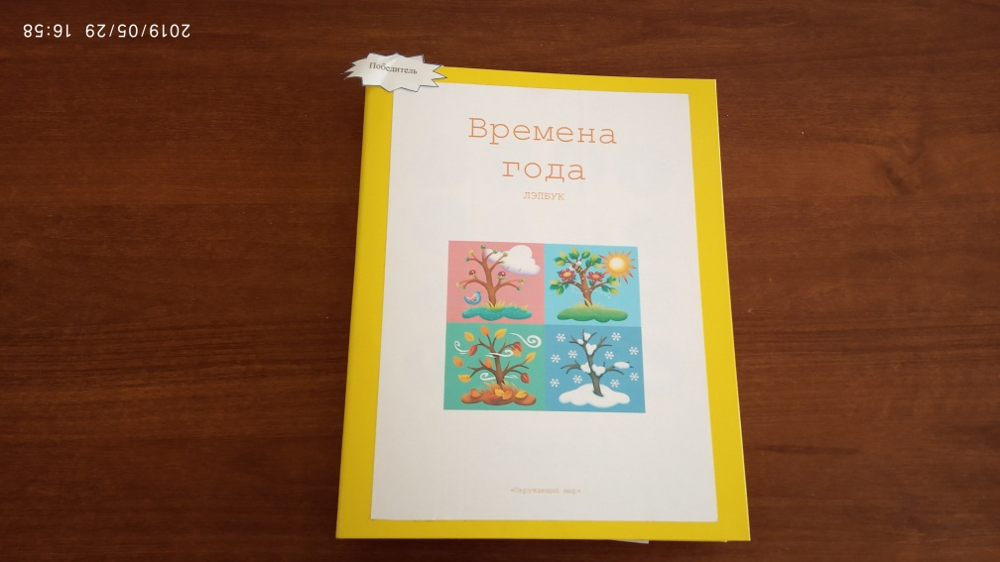 2019/05/29 16:58
Победитель
Времена
года
ЛЭПБУК
«Окружающий мир»